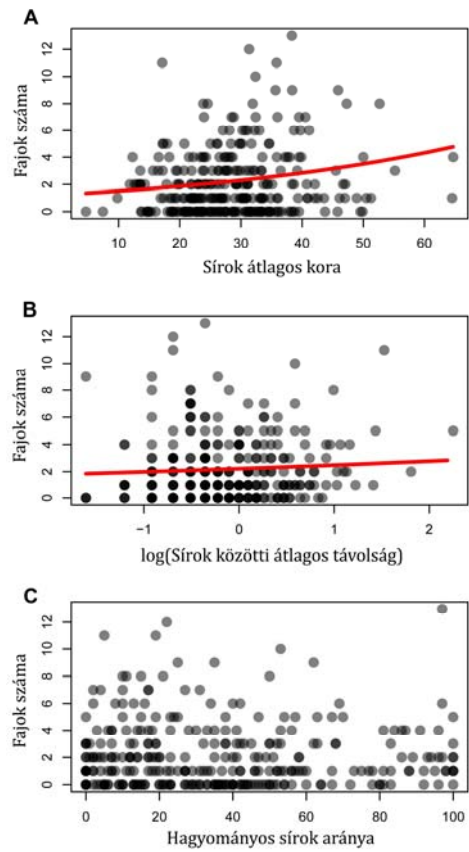 A
Fajok száma
0 2 4 6 8 10 12
10 20 30 40 50 60
Sírok átlagos kora
B
Fajok száma
0 2 4 6 8 10 12
−1 0 1 2
log(Sírok közötti átlagos távolság)
C
Fajok száma
0 2 4 6 8 10 12
0 20 40 60 80 100
Hagyományos sírok aránya